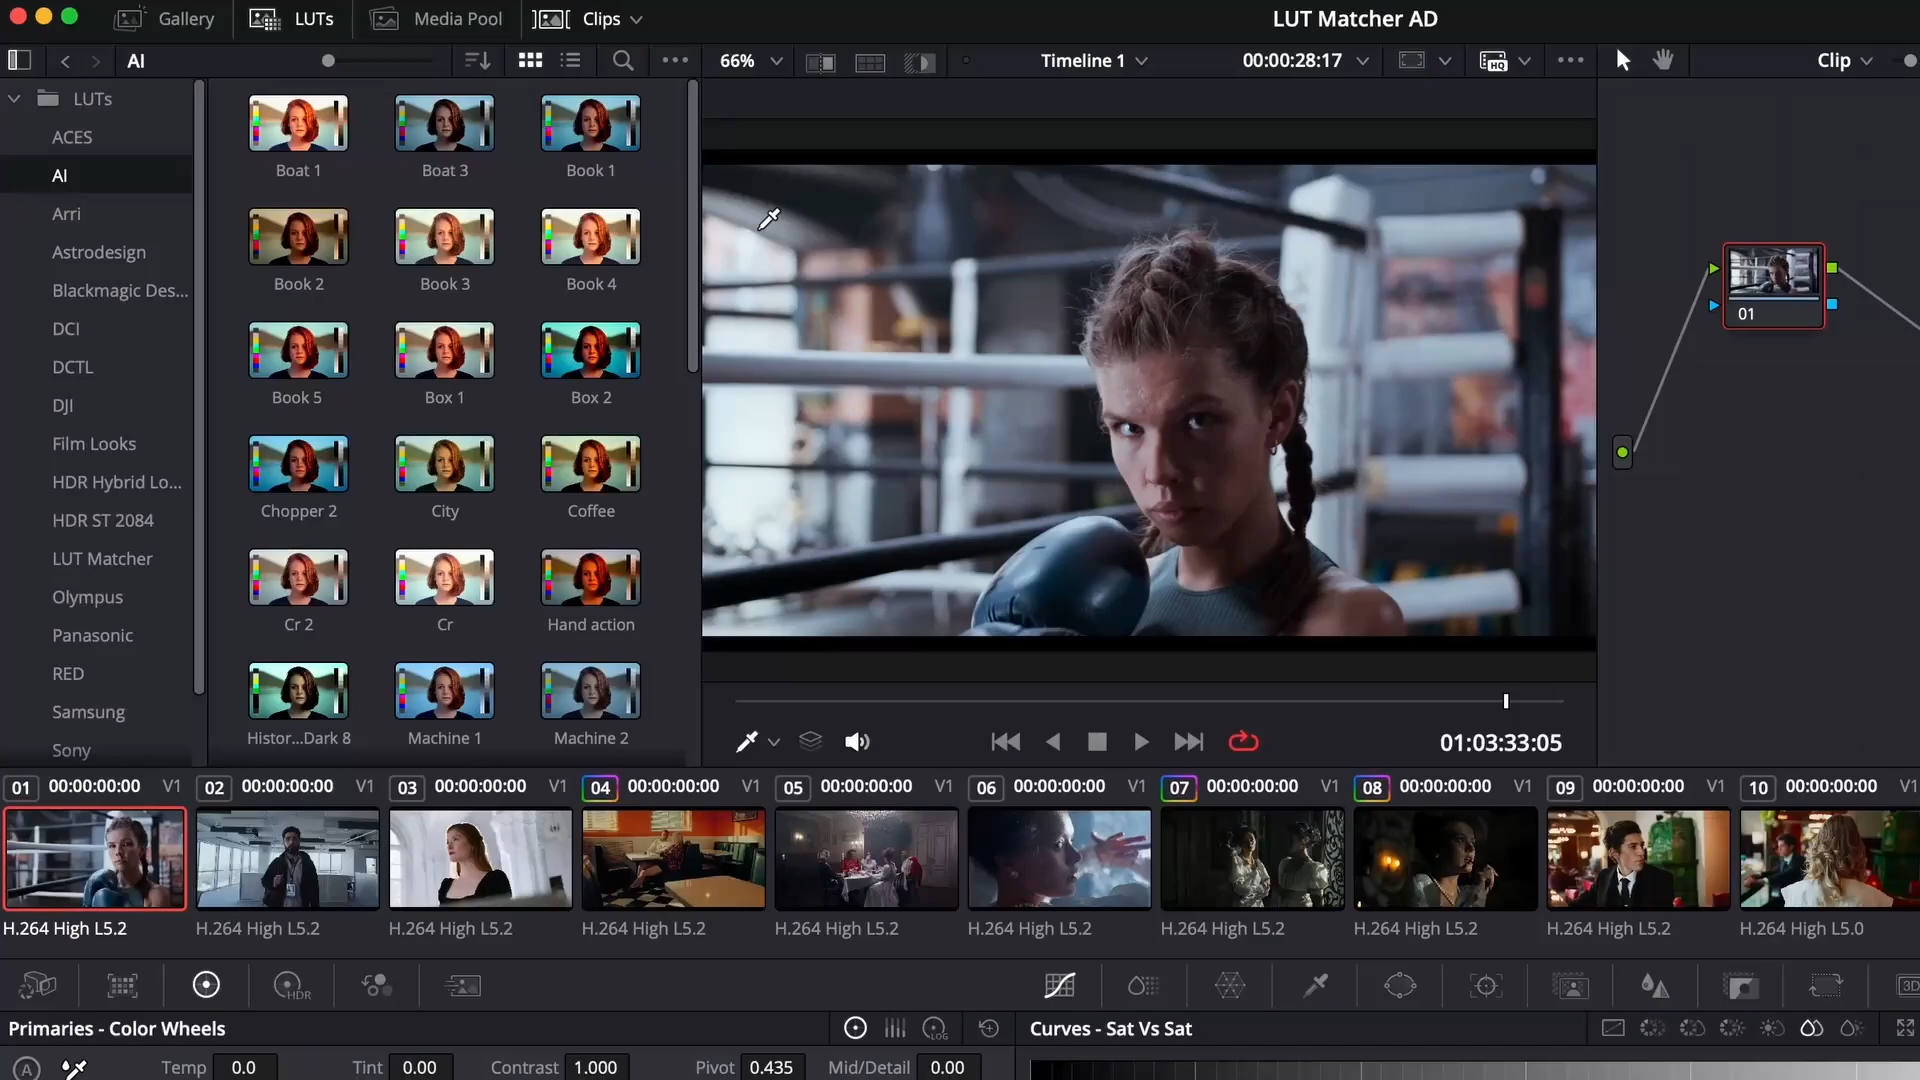 Gallery LUTs Media Pool Clips LUT Matcher AD
AI 66% Timeline 1 00:00:28:17 HQ Clip
LUTs
ACES
AI
Arri
Astrodesign
Blackmagic Des...
DCI
DCTL
DJI
Film Looks
HDR Hybrid Lo...
HDR ST 2084
LUT Matcher
Olympus
Panasonic
RED
Samsung
Sony
Boat 1 Boat 3 Book 1
Book 2 Book 3 Book 4
Book 5 Box 1 Box 2
Chopper 2 City Coffee
Cr 2 Cr Hand action
Histor...Dark 8 Machine 1 Machine 2
01
01:03:33:05
01 00:00:00:00 V1 02 00:00:00:00 V1 03 00:00:00:00 V1 04 00:00:00:00 V1 05 00:00:00:00 V1 06 00:00:00:00 V1 07 00:00:00:00 V1 08 00:00:00:00 V1 09 00:00:00:00 V1 10 00:00:00:00 V1
H.264 High L5.2 H.264 High L5.2 H.264 High L5.2 H.264 High L5.2 H.264 High L5.2 H.264 High L5.2 H.264 High L5.2 H.264 High L5.2 H.264 High L5.2 H.264 High L5.0
HDR 3D
Primaries - Color Wheels LOG Curves - Sat Vs Sat
A Temp 0.0 Tint 0.00 Contrast 1.000 Pivot 0.435 Mid/Detail 0.00